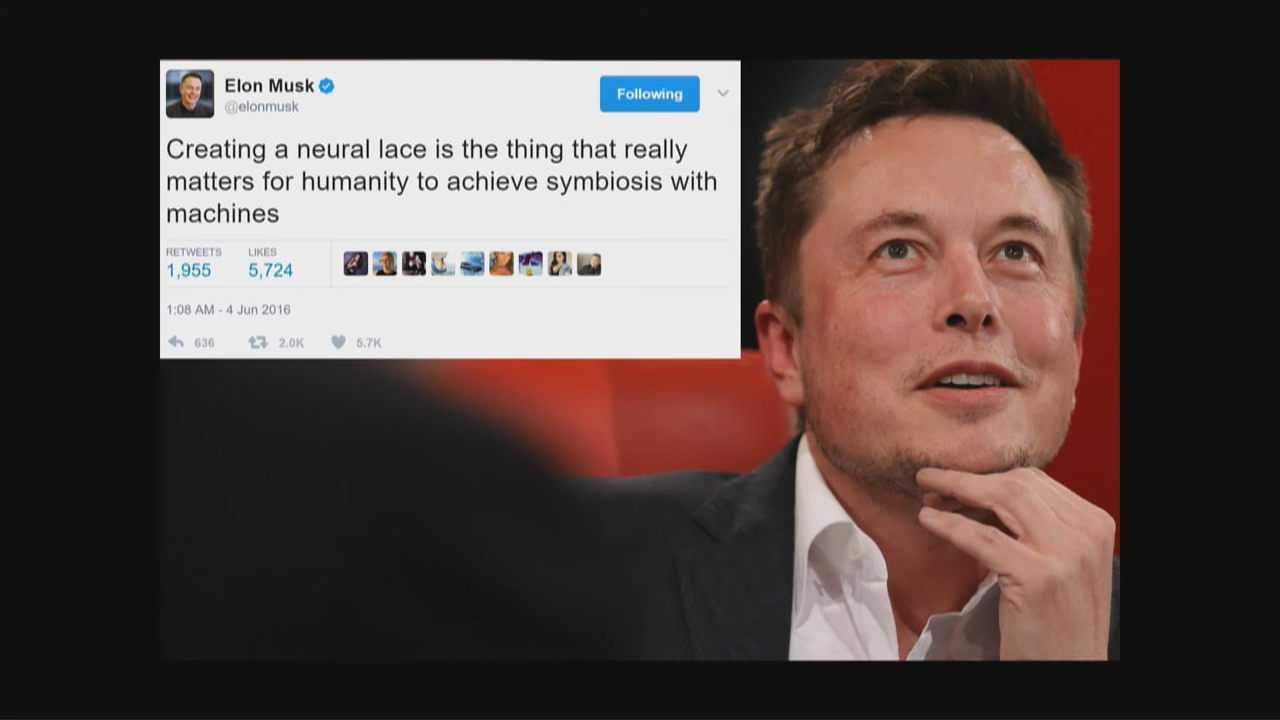 Elon Musk
@elonmusk
Following
Creating a neural lace is the thing that really
matters for humanity to achieve symbiosis with
machines
RETWEETS LIKES
1,955 5,724
1:08 AM - 4 Jun 2016
636 2.0K 5.7K